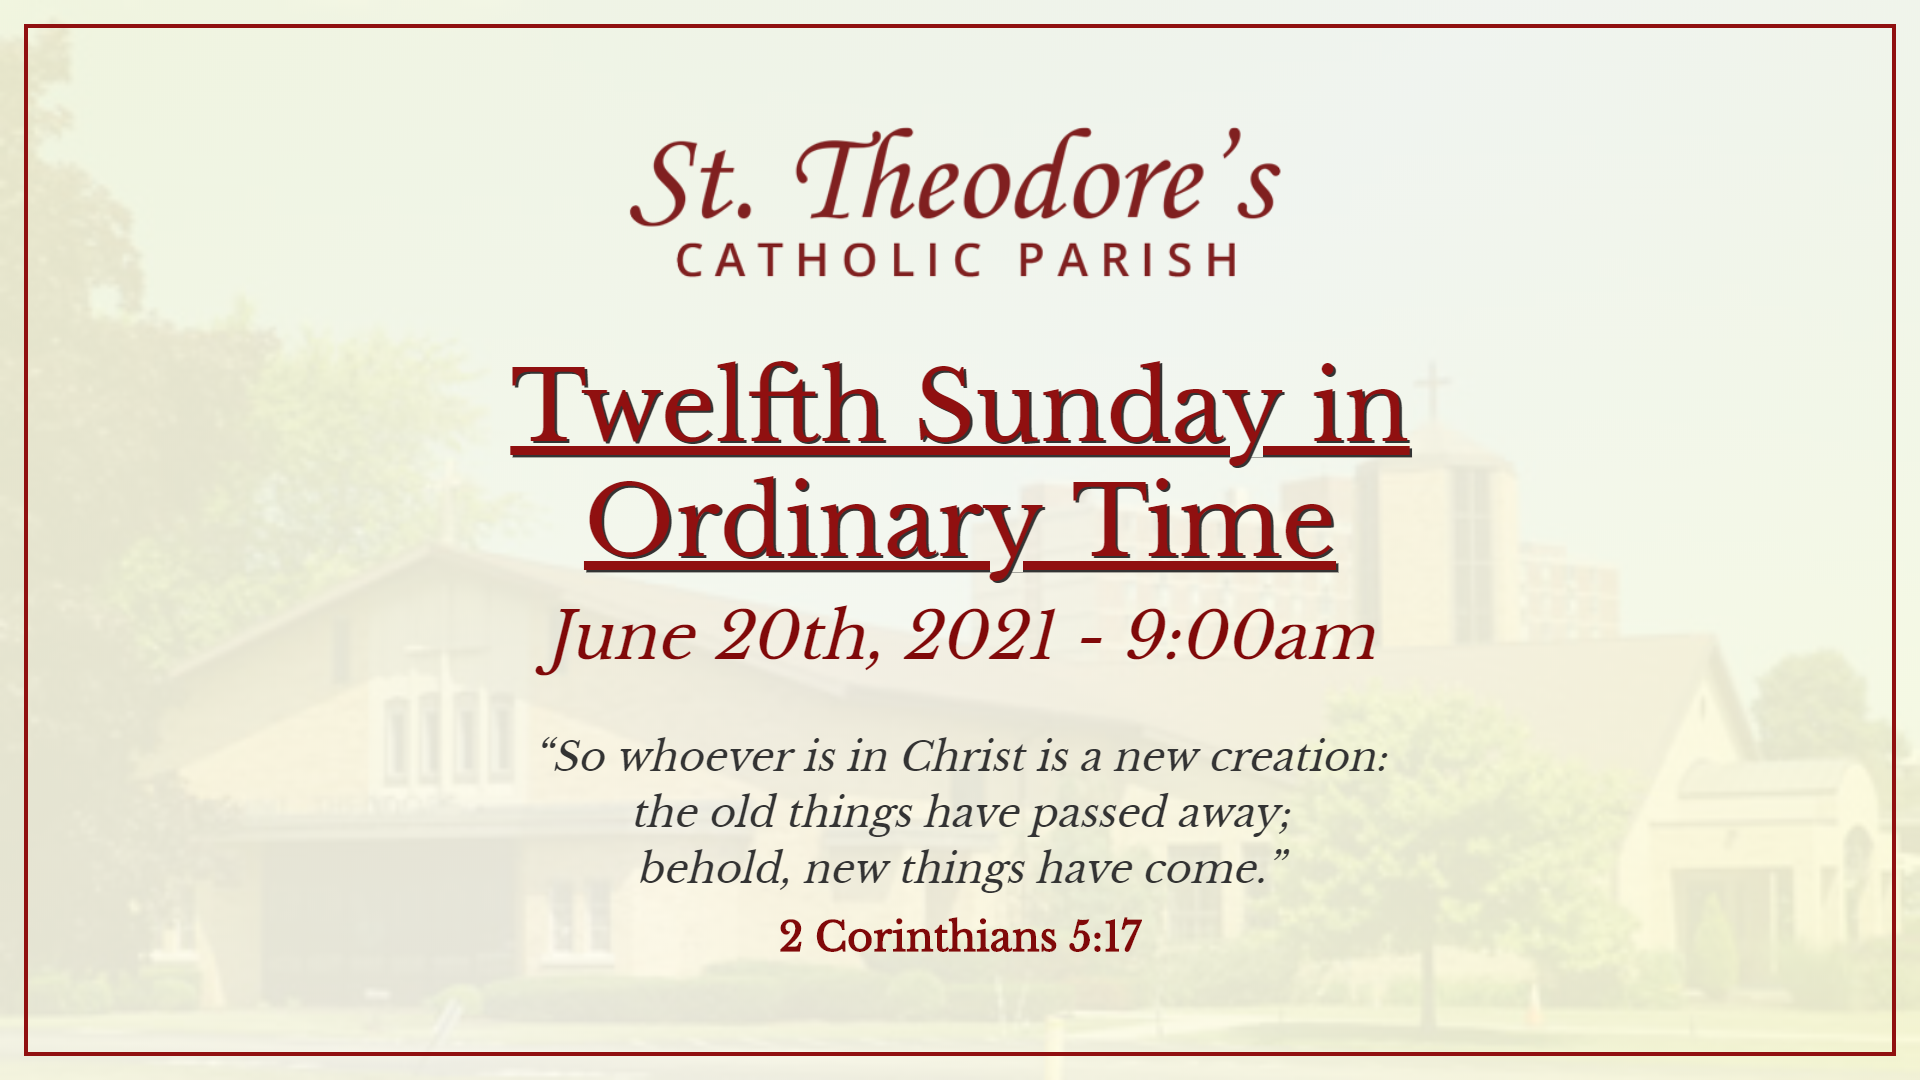 St. Theodore’s
CATHOLIC PARISH
Twelfth Sunday in
Ordinary Time
June 20th, 2021 - 9:00am
“So whoever is in Christ is a new creation:
the old things have passed away;
behold, new things have come.”
2 Corinthians 5:17